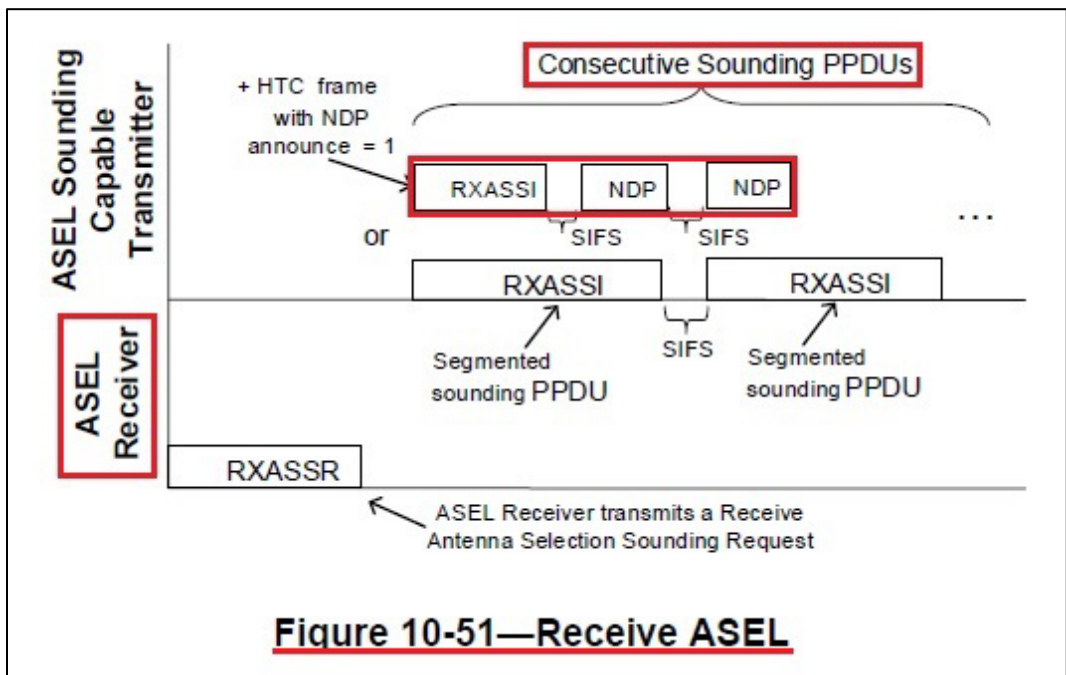 ASEL Sounding
Capable
Transmitter
Consecutive Sounding PPDUs
+ HTC frame
with NDP
announce = 1
RXASSI
NDP
NDP
SIFS
SIFS
...
or
RXASSI
RXASSI
SIFS
Segmented
sounding PPDU
Segmented
sounding PPDU
ASEL
Receiver
RXASSR
ASEL Receiver transmits a Receive
Antenna Selection Sounding Request
Figure 10-51—Receive ASEL